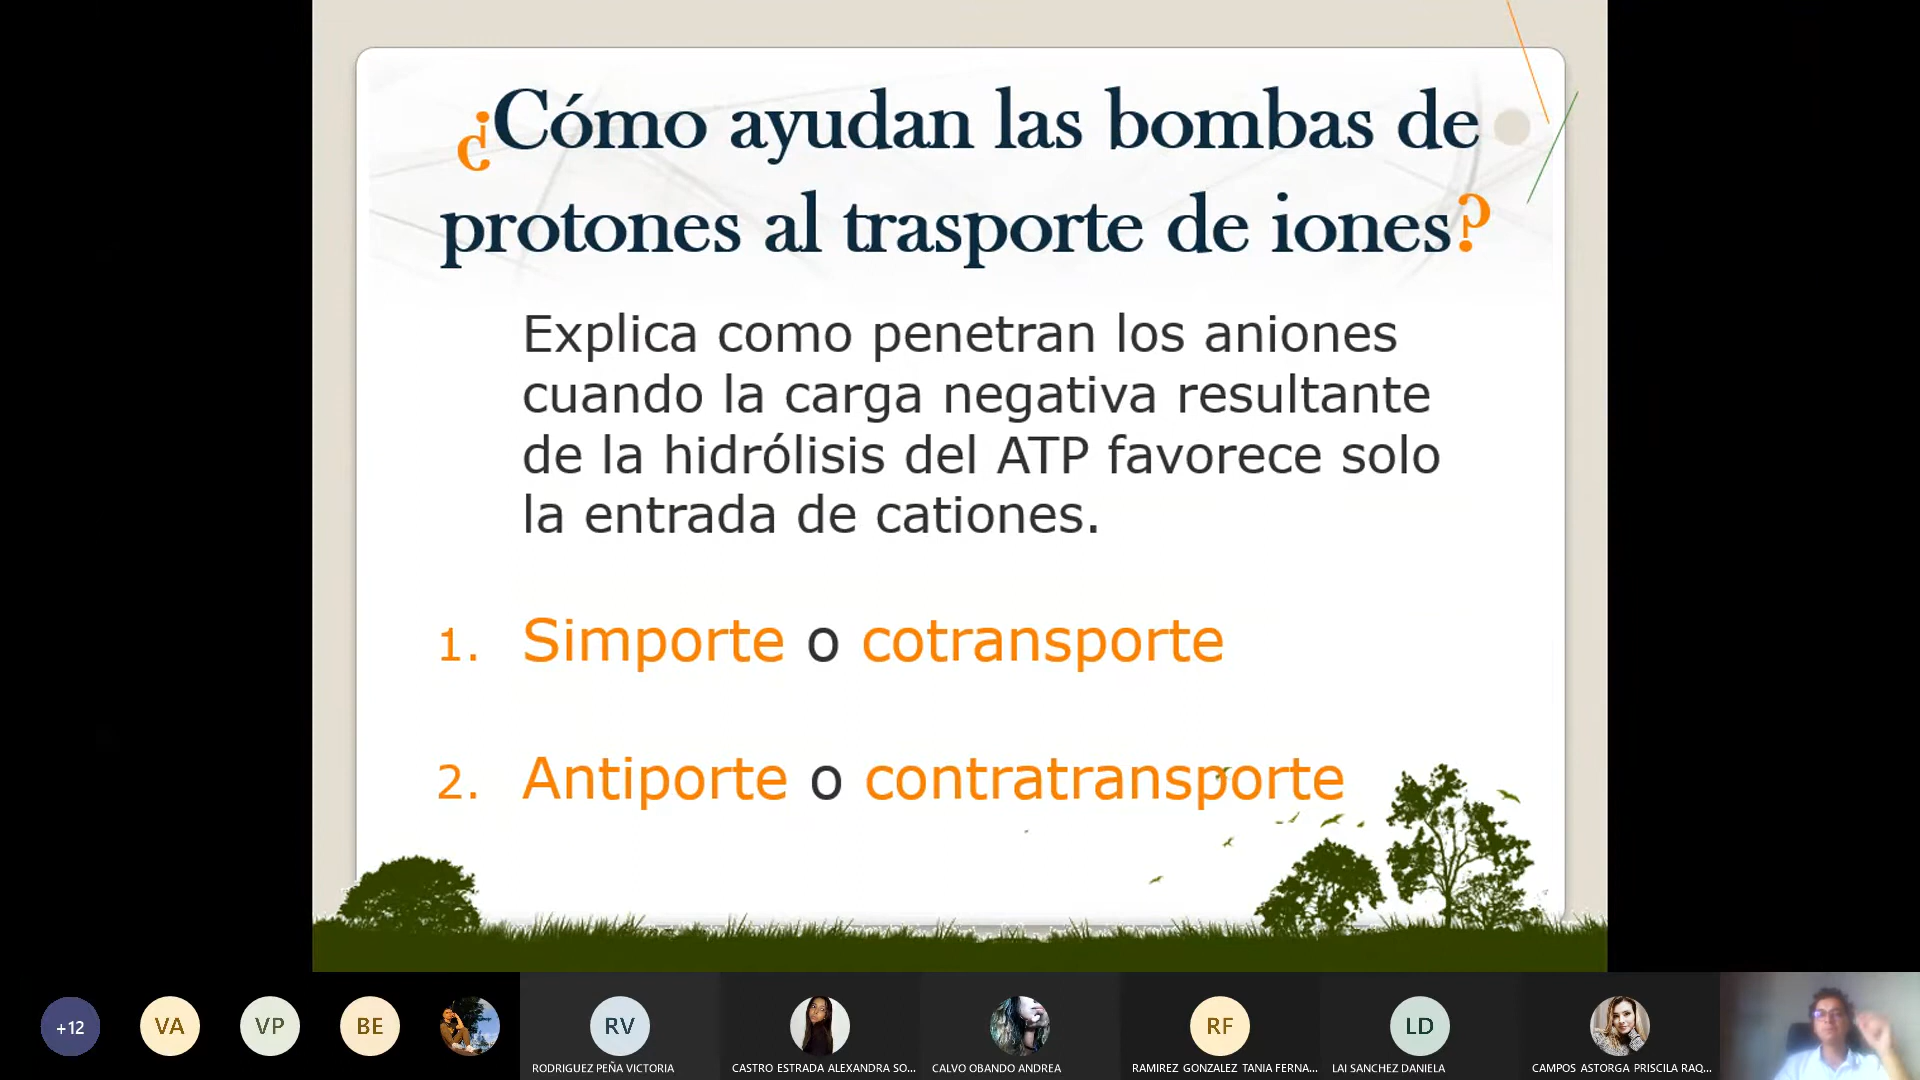 ¿Cómo ayudan las bombas de
protones al trasporte de iones?
Explica como penetran los aniones
cuando la carga negativa resultante
de la hidrólisis del ATP favorece solo
la entrada de cationes.
1. Simporte o cotransporte
2. Antiporte o contratransporte
+12
VA
VP
BE
RV
RF
LD
RODRIGUEZ PEÑA VICTORIA
CASTRO ESTRADA ALEXANDRA SO...
CALVO OBANDO ANDREA
RAMIREZ GONZALEZ TANIA FERNA...
LAI SANCHEZ DANIELA
CAMPOS ASTORGA PRISCILA RAQ...